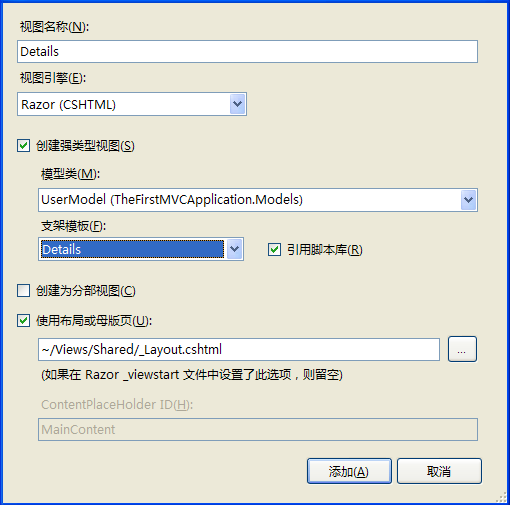 视图名称(N):
Details
视图引擎(E):
Razor (CSHTML)
创建强类型视图(S)
模型类(M):
UserModel (TheFirstMVCApplication.Models)
支架模板(F):
Details
引用脚本库(R)
创建为分部视图(C)
使用布局或母版页(U):
~/Views/Shared/_Layout.cshtml
...
(如果在 Razor _viewstart 文件中设置了此选项，则留空)
ContentPlaceHolder ID(H):
MainContent
添加(A)
取消